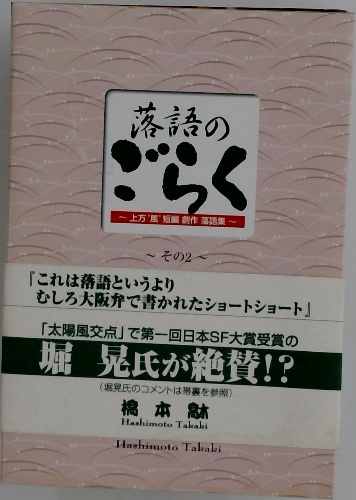 落語の
ごらく
～上方"風"短編 創作 落語集～
～その2～
『これは落語というより
むしろ大阪弁で書かれたショートショート』
「太陽風交点」で第一回日本SF大賞受賞の
堀 晃氏が絶賛!?
(堀晃氏のコメントは帯裏を参照)
橋本
Hashimoto Takaki
Hashimoto Takaki